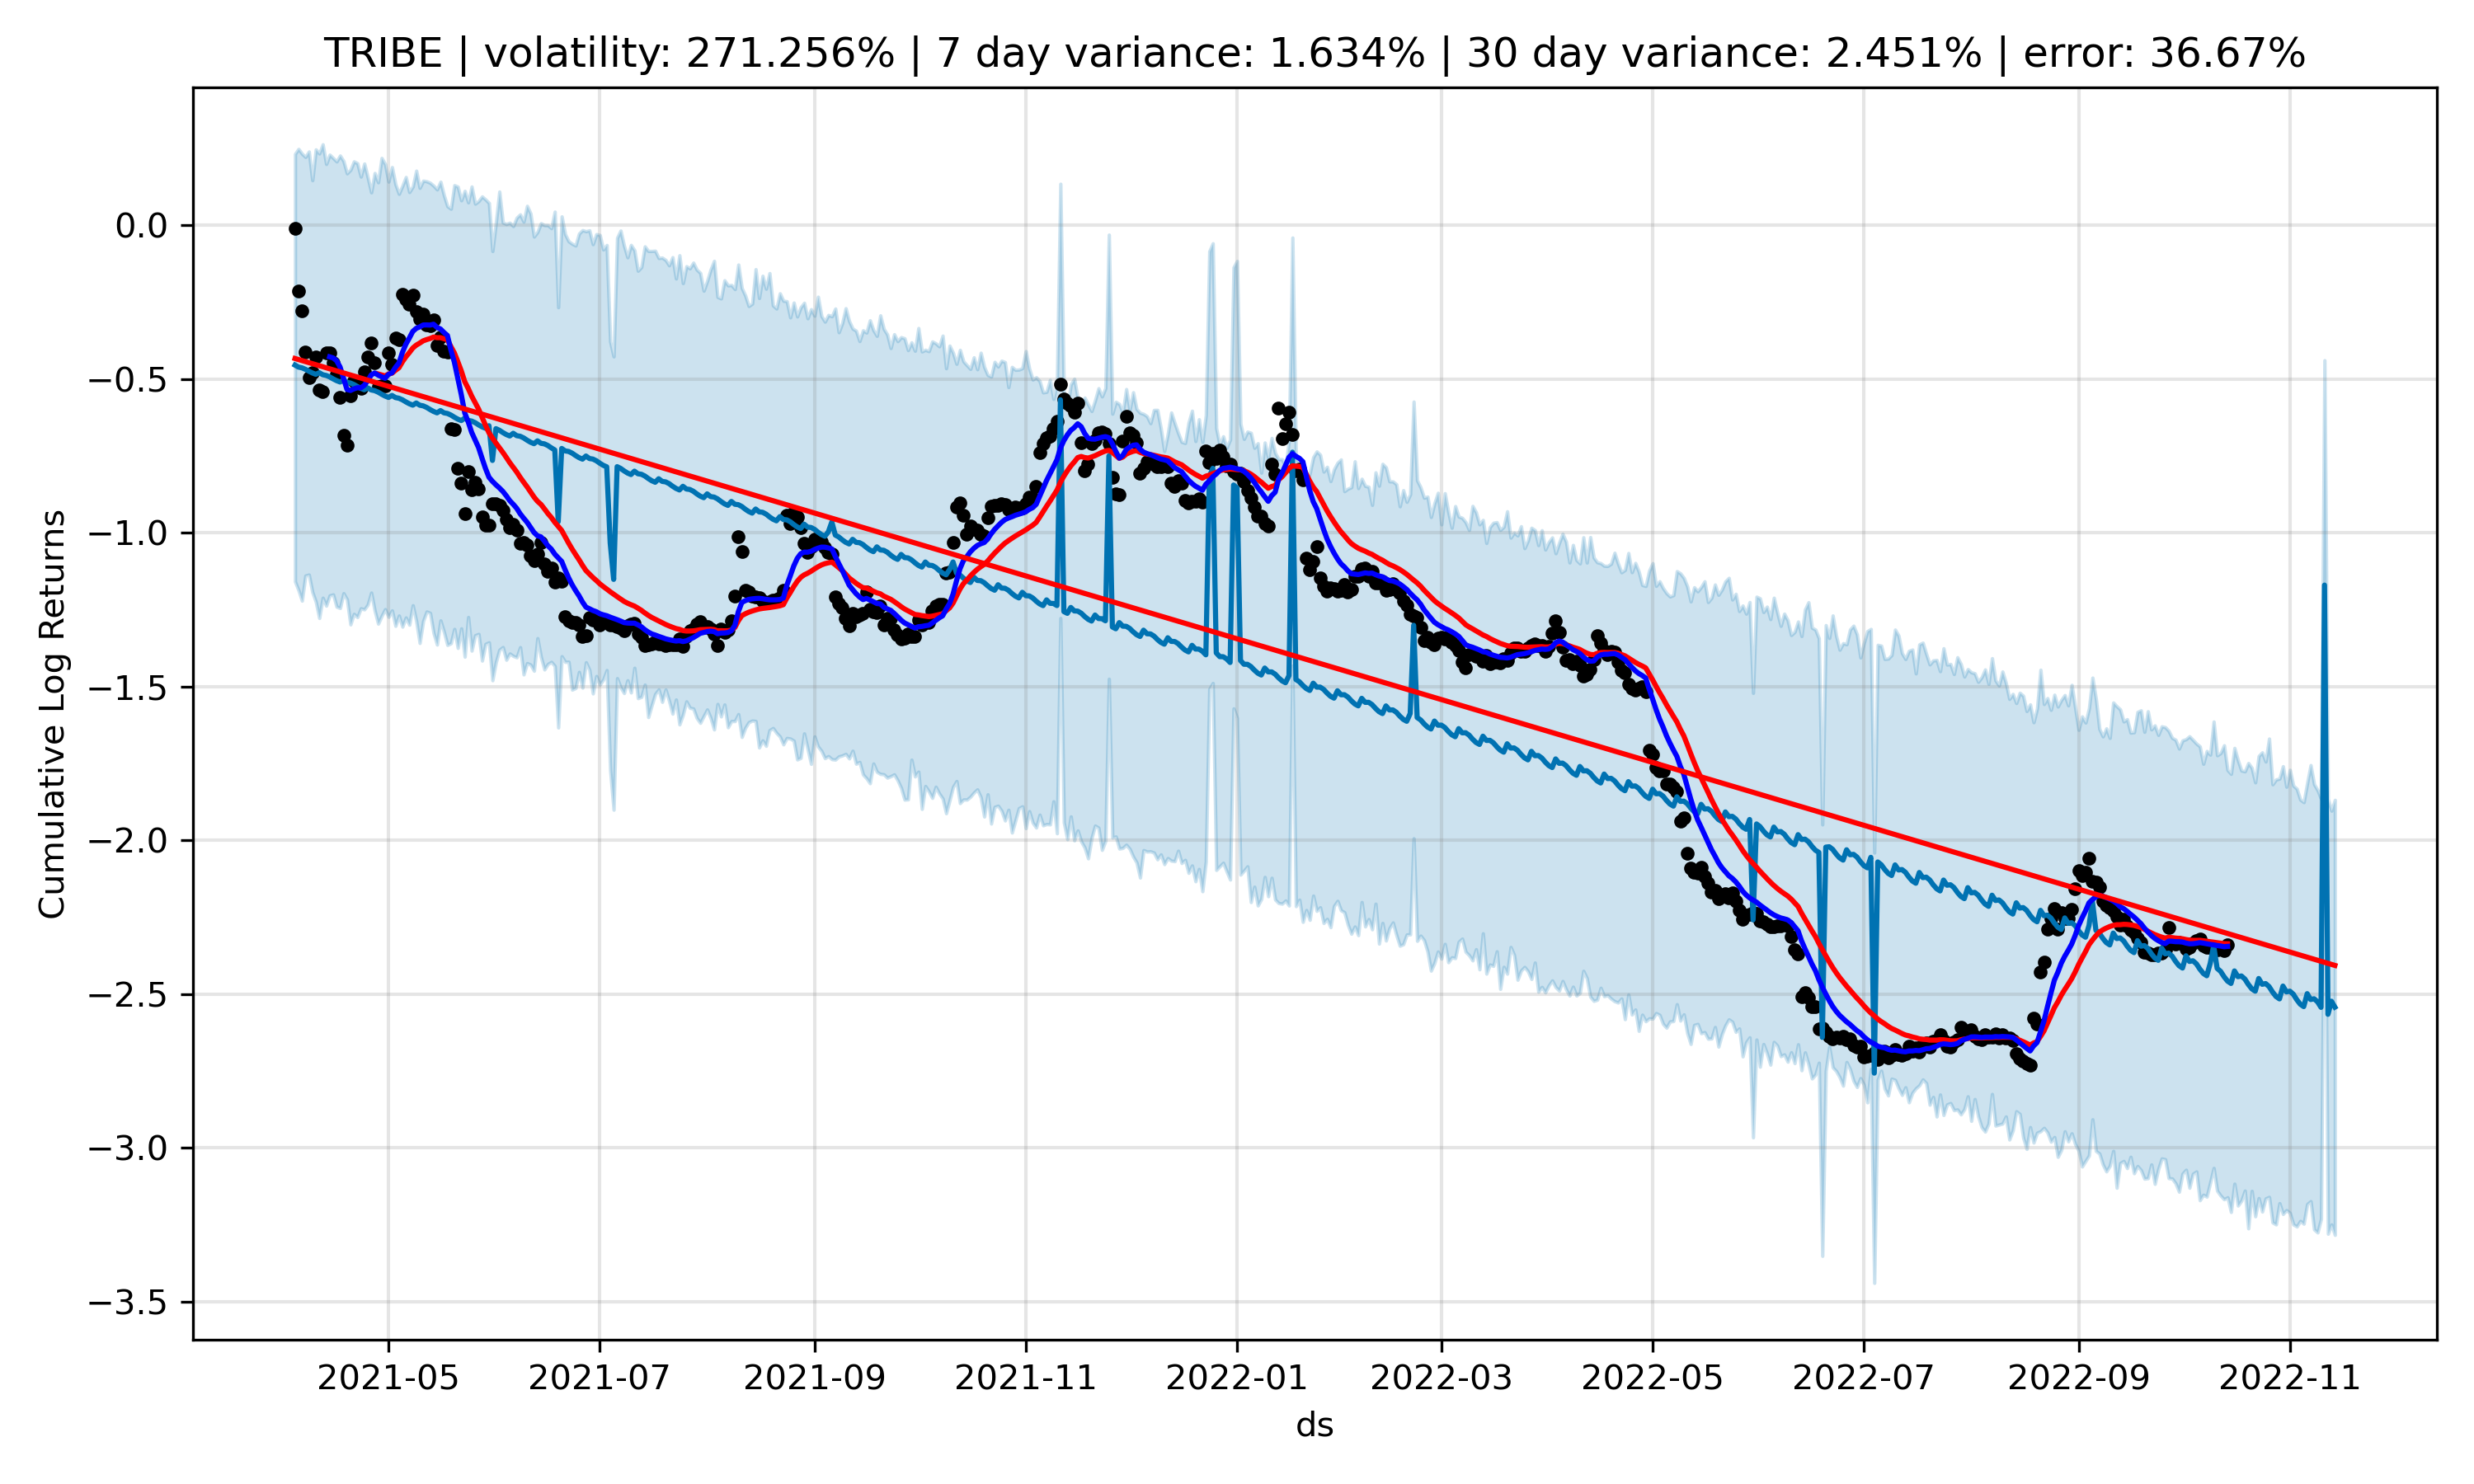 TRIBE | volatility: 271.256% | 7 day variance: 1.634% | 30 day variance: 2.451% | error: 36.67%
Cumulative Log Returns
0.0
−0.5
−1.0
−1.5
−2.0
−2.5
−3.0
−3.5
2021-05 2021-07 2021-09 2021-11 2022-01 2022-03 2022-05 2022-07 2022-09 2022-11
ds